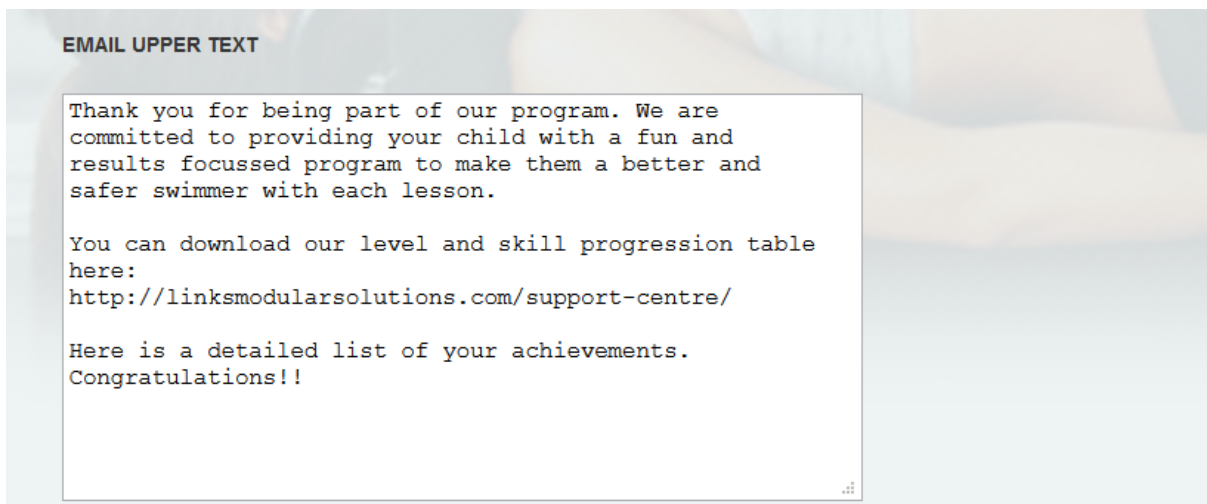 EMAIL UPPER TEXT
Thank you for being part of our program. We are
committed to providing your child with a fun and
results focussed program to make them a better and
safer swimmer with each lesson.
You can download our level and skill progression table
here:
http://linksmodularsolutions.com/support-centre/
Here is a detailed list of your achievements.
Congratulations!!